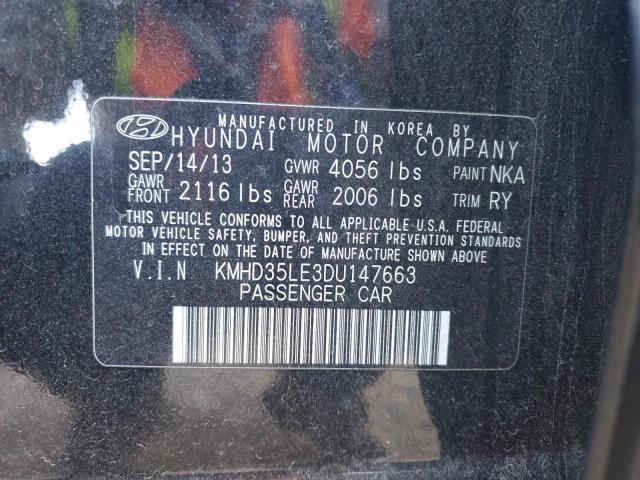 MANUFACTURED IN KOREA BY
HYUNDAI MOTOR COMPANY
SEP/14/13 GVWR 4056 lbs PAINT NKA
GAWR FRONT 2116 lbs GAWR REAR 2006 lbs TRIM RY
THIS VEHICLE CONFORMS TO ALL APPLICABLE U.S.A. FEDERAL
MOTOR VEHICLE SAFETY, BUMPER, AND THEFT PREVENTION STANDARDS
IN EFFECT ON THE DATE OF MANUFACTURE SHOWN ABOVE.
V.I.N KMHD35LE3DU147663
PASSENGER CAR